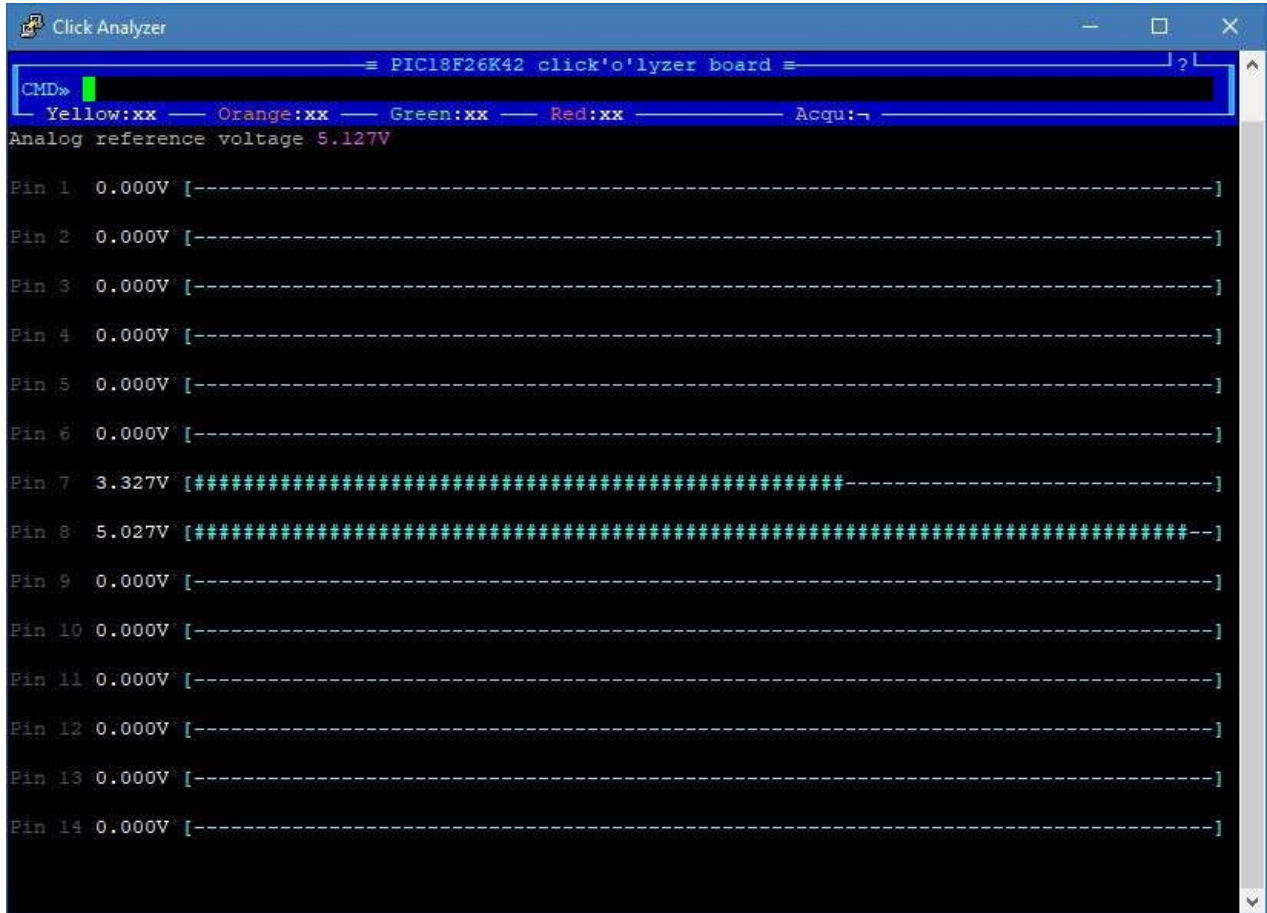 Click Analyzer
≡ PIC18F26K42 click'o'lyzer board ≡ ?
CMD»
Yellow:xx Orange:xx Green:xx Red:xx Acqu:¬
Analog reference voltage 5.127V
Pin 1 0.000V [-----------------------------------------------------------------------------------]
Pin 2 0.000V [-----------------------------------------------------------------------------------]
Pin 3 0.000V [-----------------------------------------------------------------------------------]
Pin 4 0.000V [-----------------------------------------------------------------------------------]
Pin 5 0.000V [-----------------------------------------------------------------------------------]
Pin 6 0.000V [-----------------------------------------------------------------------------------]
Pin 7 3.327V [#####################################################------------------------------]
Pin 8 5.027V [#################################################################################--]
Pin 9 0.000V [-----------------------------------------------------------------------------------]
Pin 10 0.000V [-----------------------------------------------------------------------------------]
Pin 11 0.000V [-----------------------------------------------------------------------------------]
Pin 12 0.000V [-----------------------------------------------------------------------------------]
Pin 13 0.000V [-----------------------------------------------------------------------------------]
Pin 14 0.000V [-----------------------------------------------------------------------------------]